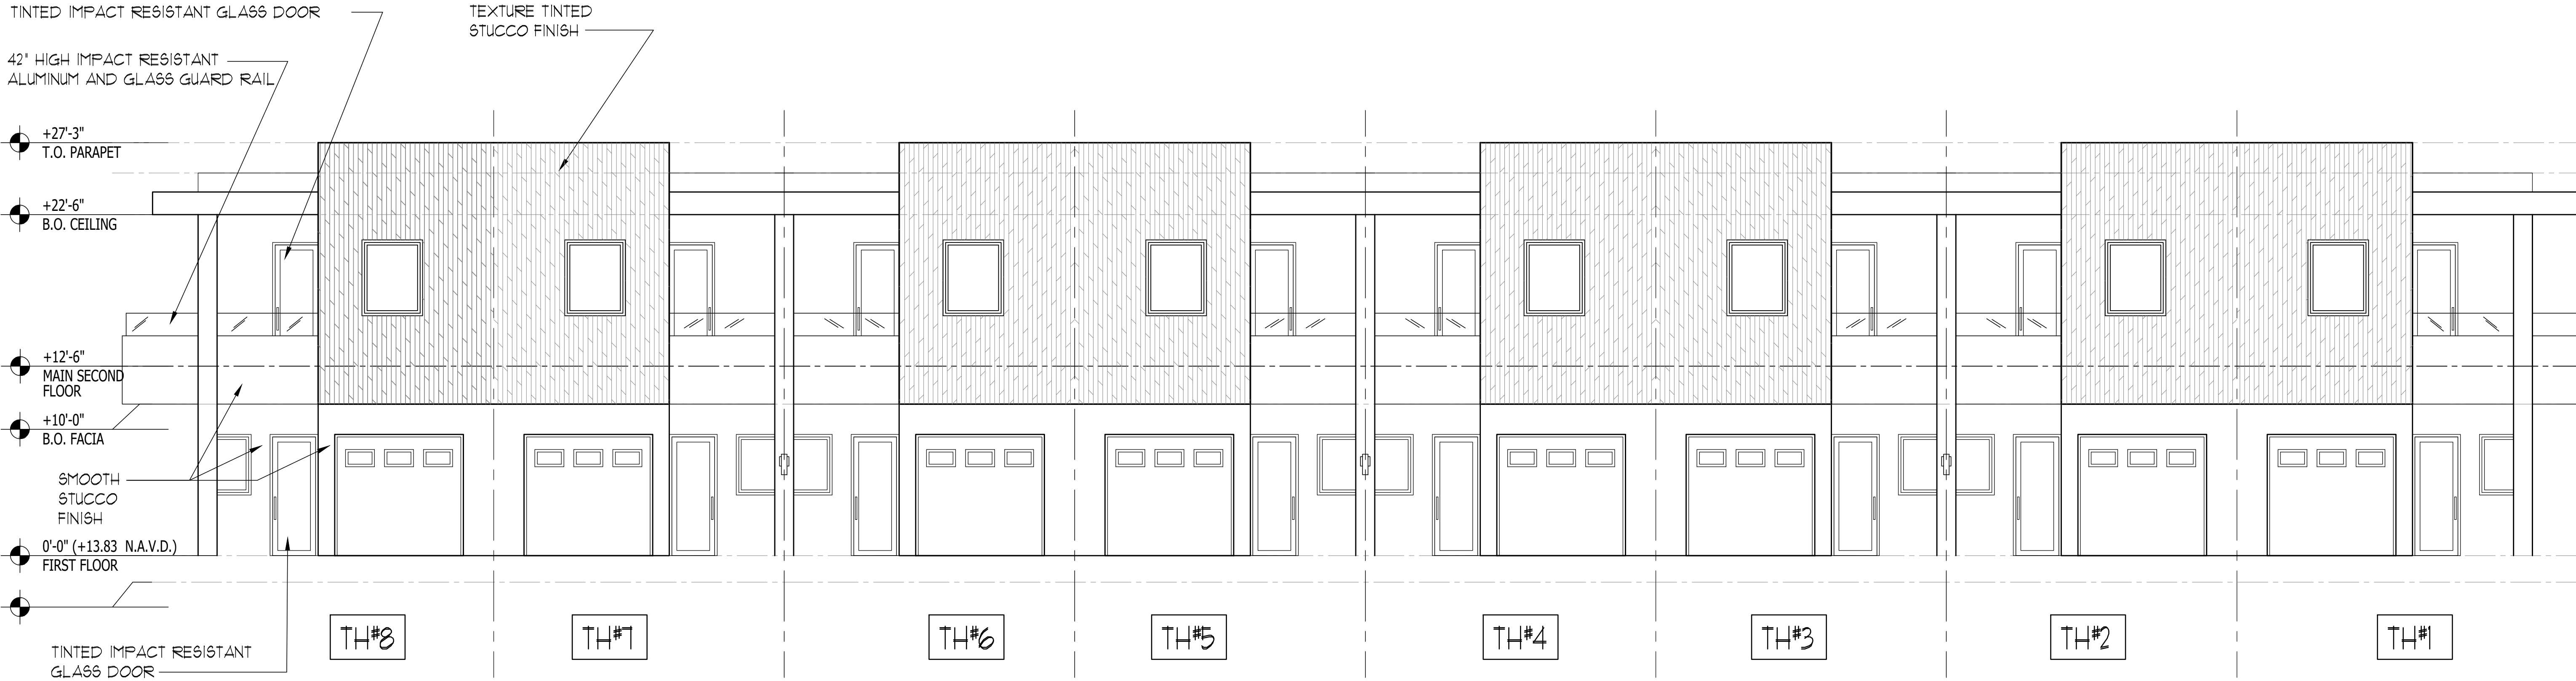 TINTED IMPACT RESISTANT GLASS DOOR
TEXTURE TINTED
STUCCO FINISH
42" HIGH IMPACT RESISTANT
ALUMINUM AND GLASS GUARD RAIL
+27'-3"
T.O. PARAPET
+22'-6"
B.O. CEILING
+12'-6"
MAIN SECOND
FLOOR
+10'-0"
B.O. FACIA
SMOOTH
STUCCO
FINISH
0'-0" (+13.83 N.A.V.D.)
FIRST FLOOR
TH#8
TH#7
TH#6
TH#5
TH#4
TH#3
TH#2
TH#1
TINTED IMPACT RESISTANT
GLASS DOOR